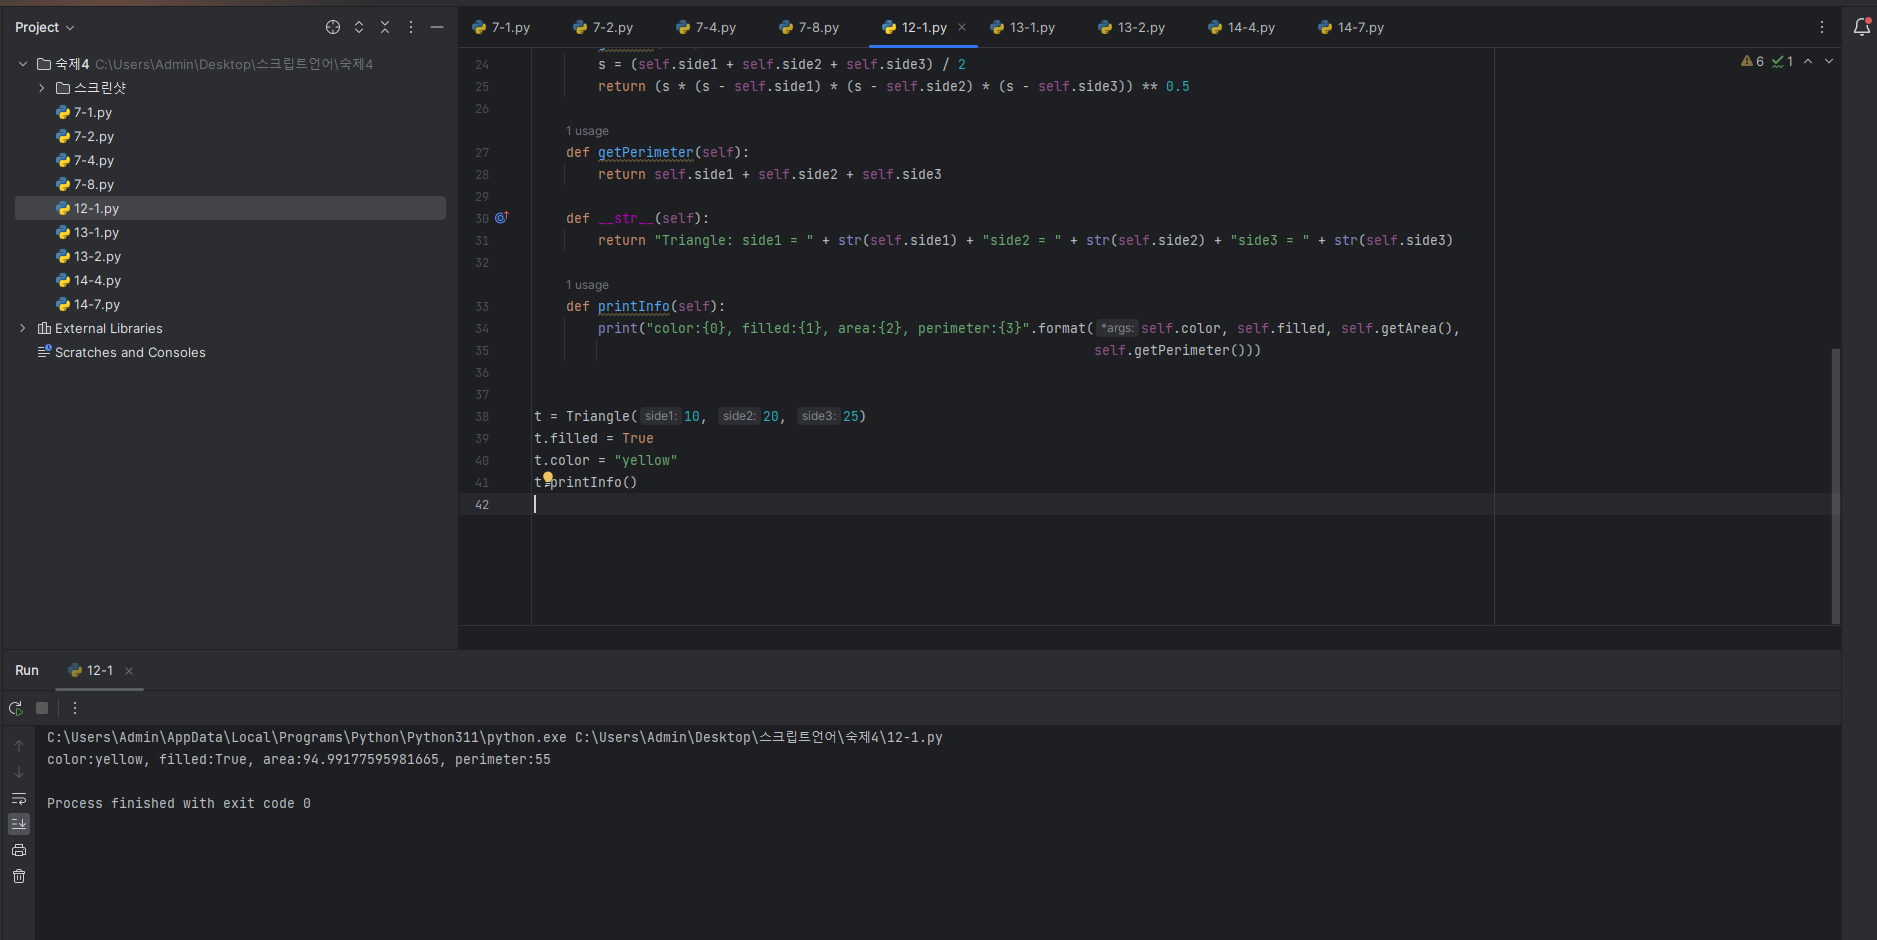 Project
7-1.py 7-2.py 7-4.py 7-8.py 12-1.py 13-1.py 13-2.py 14-4.py 14-7.py
숙제4 C:\Users\Admin\Desktop\스크립트언어\숙제4
스크린샷
7-1.py
7-2.py
7-4.py
7-8.py
12-1.py
13-1.py
13-2.py
14-4.py
14-7.py
External Libraries
Scratches and Consoles
6 1
24 s = (self.side1 + self.side2 + self.side3) / 2
25 return (s * (s - self.side1) * (s - self.side2) * (s - self.side3)) ** 0.5
26
1 usage
27 def getPerimeter(self):
28 return self.side1 + self.side2 + self.side3
29
30 def __str__(self):
31 return "Triangle: side1 = " + str(self.side1) + "side2 = " + str(self.side2) + "side3 = " + str(self.side3)
32
1 usage
33 def printInfo(self):
34 print("color:{0}, filled:{1}, area:{2}, perimeter:{3}".format( *args: self.color, self.filled, self.getArea(),
35 self.getPerimeter()))
36
37
38 t = Triangle( side1: 10, side2: 20, side3: 25)
39 t.filled = True
40 t.color = "yellow"
41 t.printInfo()
42
Run 12-1
C:\Users\Admin\AppData\Local\Programs\Python\Python311\python.exe C:\Users\Admin\Desktop\스크립트언어\숙제4\12-1.py
color:yellow, filled:True, area:94.99177595981665, perimeter:55
Process finished with exit code 0